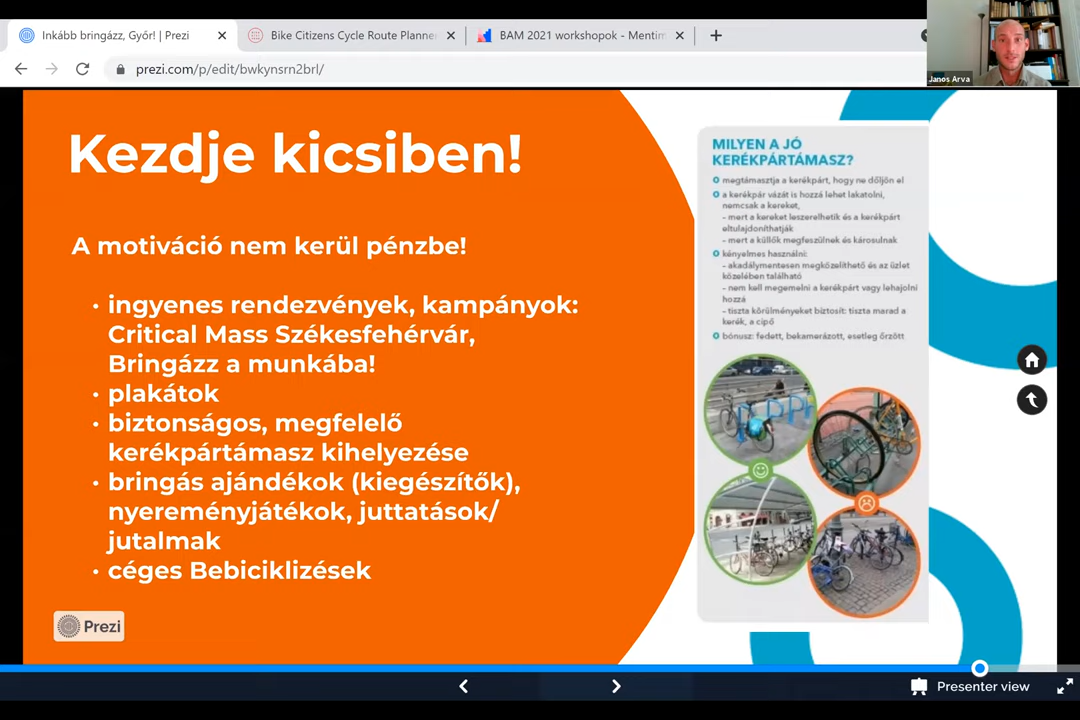 Inkább bringázz, Győr! | Prezi
Bike Citizens Cycle Route Planner
BAM 2021 workshopok - Mentim
prezi.com/p/edit/bwkynsrn2brl/
Janos Arva
Kezdje kicsiben!
A motiváció nem kerül pénzbe!
• ingyenes rendezvények, kampányok:
Critical Mass Székesfehérvár,
Bringázz a munkába!
• plakátok
• biztonságos, megfelelő
kerékpártámasz kihelyezése
• bringás ajándékok (kiegészítők),
nyereményjátékok, juttatások/
jutalmak
• céges Bebiciklizések
Prezi
MILYEN A JÓ
KERÉKPÁRTÁMASZ?
megtámasztja a kerékpárt, hogy ne dőljön el
a kerékpár vázát is hozzá lehet lakatolni,
nemcsak a kereket,
- mert a kereket leszerelhetik és a kerékpárt
eltulajdoníthatják
- mert a küllők megfeszülnek és károsulnak
kényelmes használni:
- akadálymentesen megközelíthető és az üzlet
közelében található
- nem kell megemelni a kerékpárt vagy lehajolni
hozzá
- tiszta körülményeket biztosít: tiszta marad a
kerék, a cipő
bónusz: fedett, bekamerázott, esetleg őrzött
Presenter view